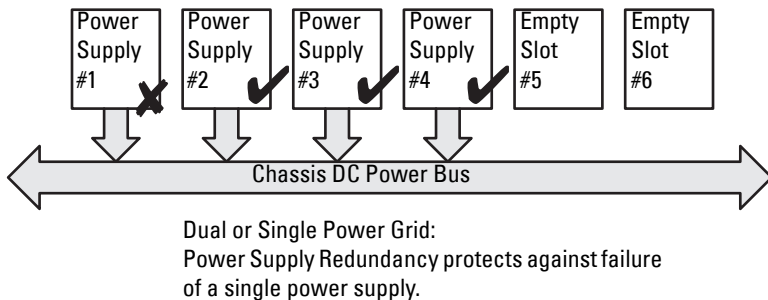 Power
Supply
#1
Power
Supply
#2
Power
Supply
#3
Power
Supply
#4
Empty
Slot
#5
Empty
Slot
#6
Chassis DC Power Bus
Dual or Single Power Grid:
Power Supply Redundancy protects against failure
of a single power supply.